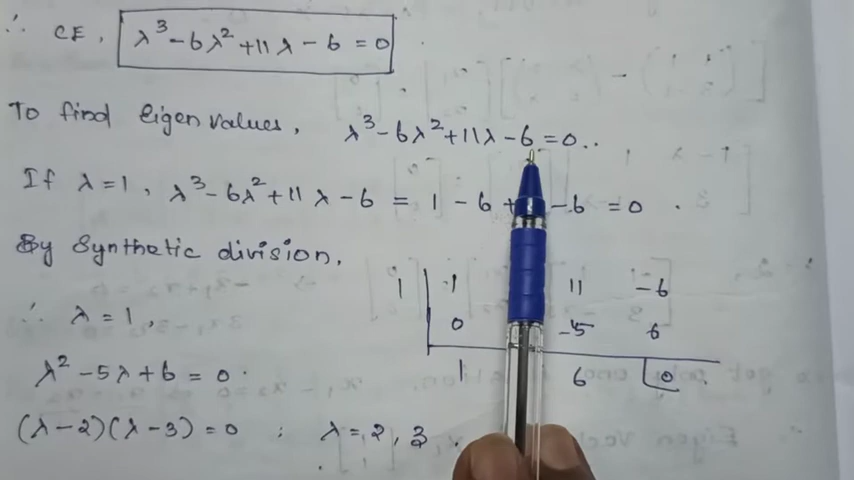 ∴ CE, λ³ - 6λ² + 11λ - 6 = 0
To find Eigen values, λ³ - 6λ² + 11λ - 6 = 0..
If λ = 1, λ³ - 6λ² + 11λ - 6 = 1 - 6 + - 6 = 0.
By Synthetic division,
1 | 1 11 -6
∴ λ = 1,
0 -5 6
λ² - 5λ + 6 = 0.
1 6 0
(λ - 2)(λ - 3) = 0 ; λ = 2, 3.